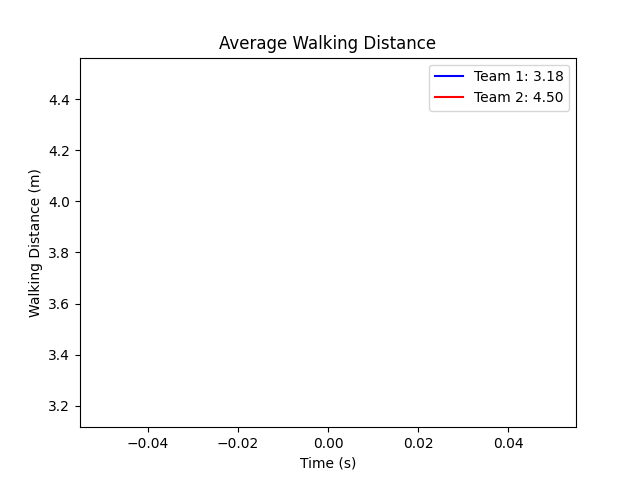 Average Walking Distance
Team 1: 3.18
Team 2: 4.50
Walking Distance (m)
4.4
4.2
4.0
3.8
3.6
3.4
3.2
−0.04
−0.02
0.00
0.02
0.04
Time (s)